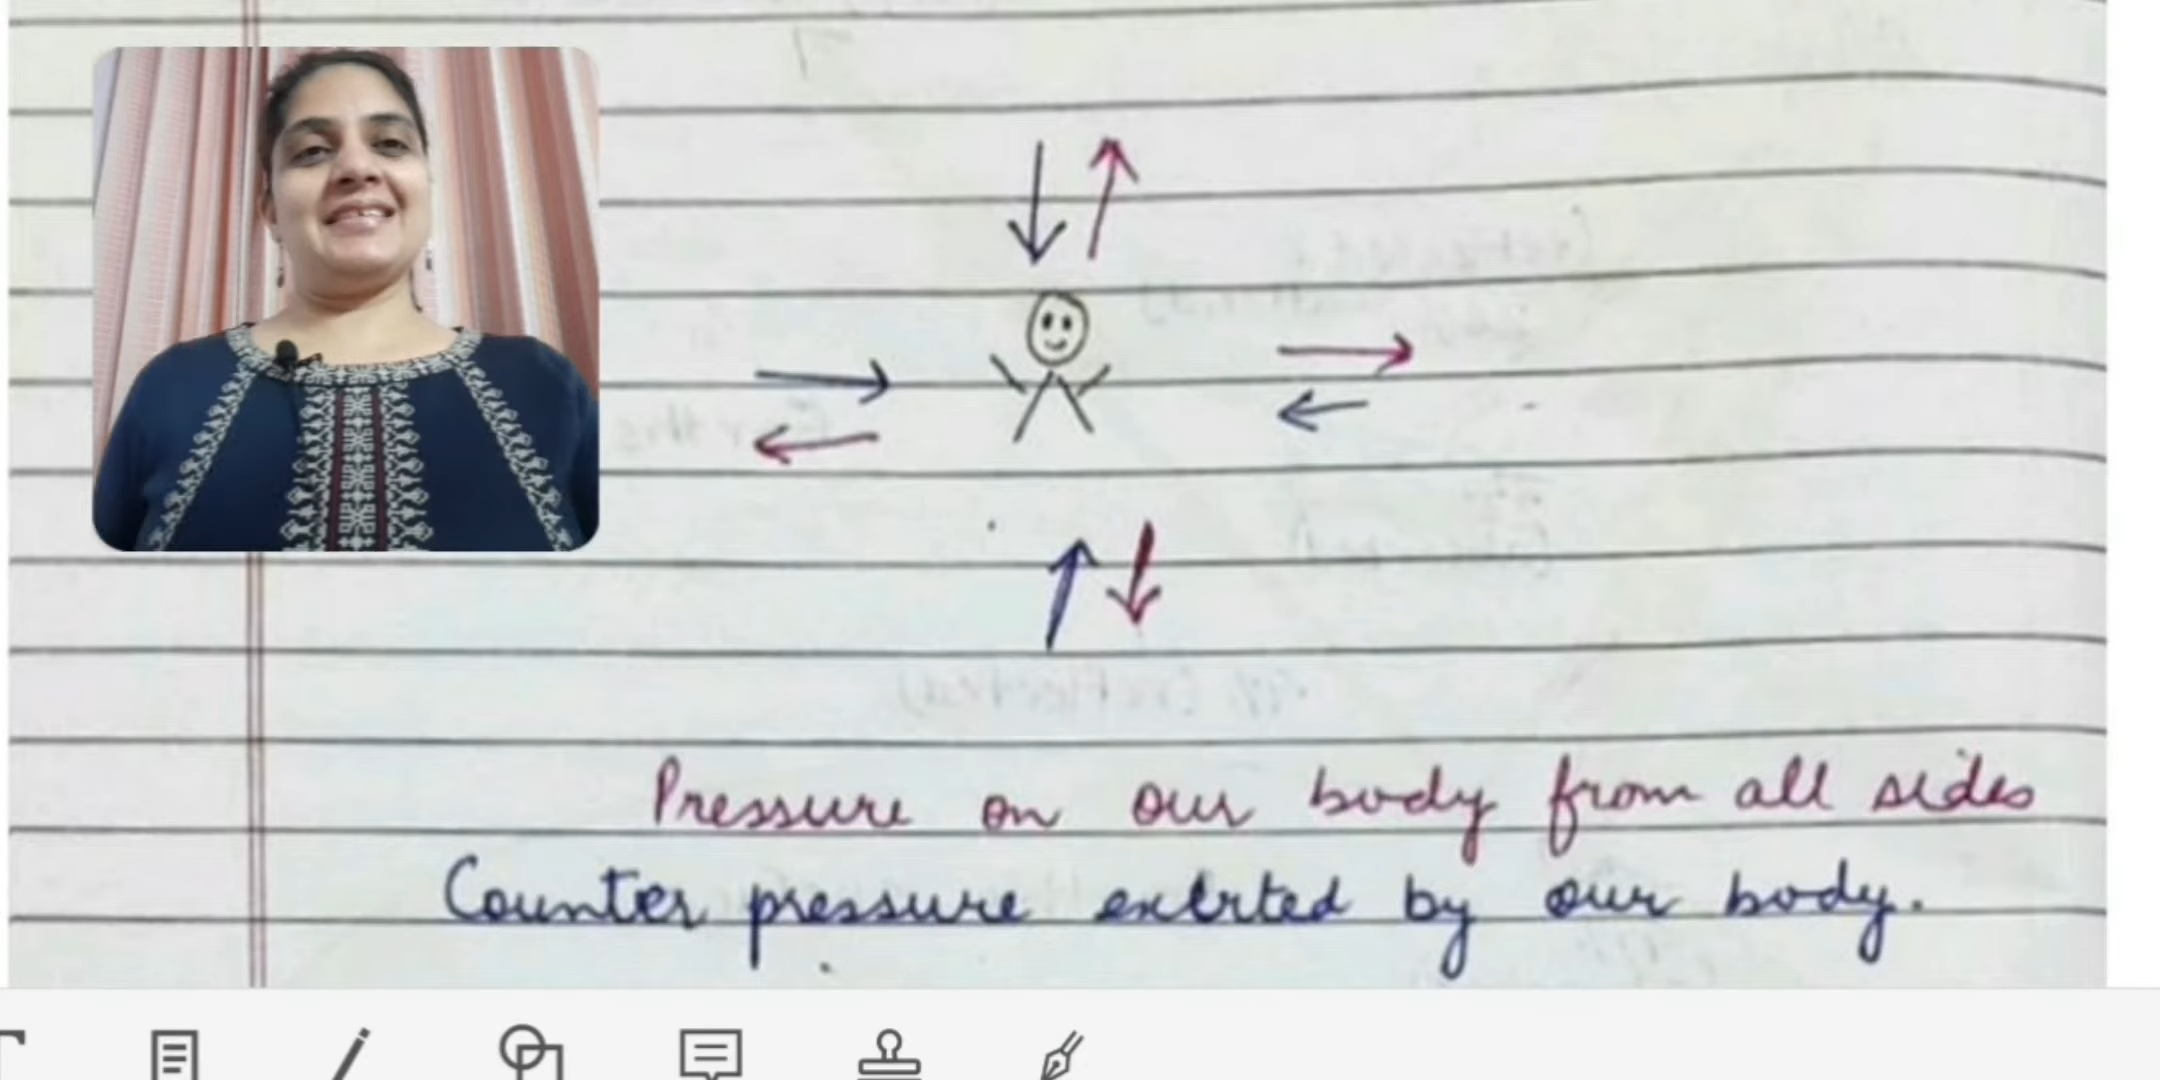 Pressure on our body from all sides
Counter pressure exerted by our body.